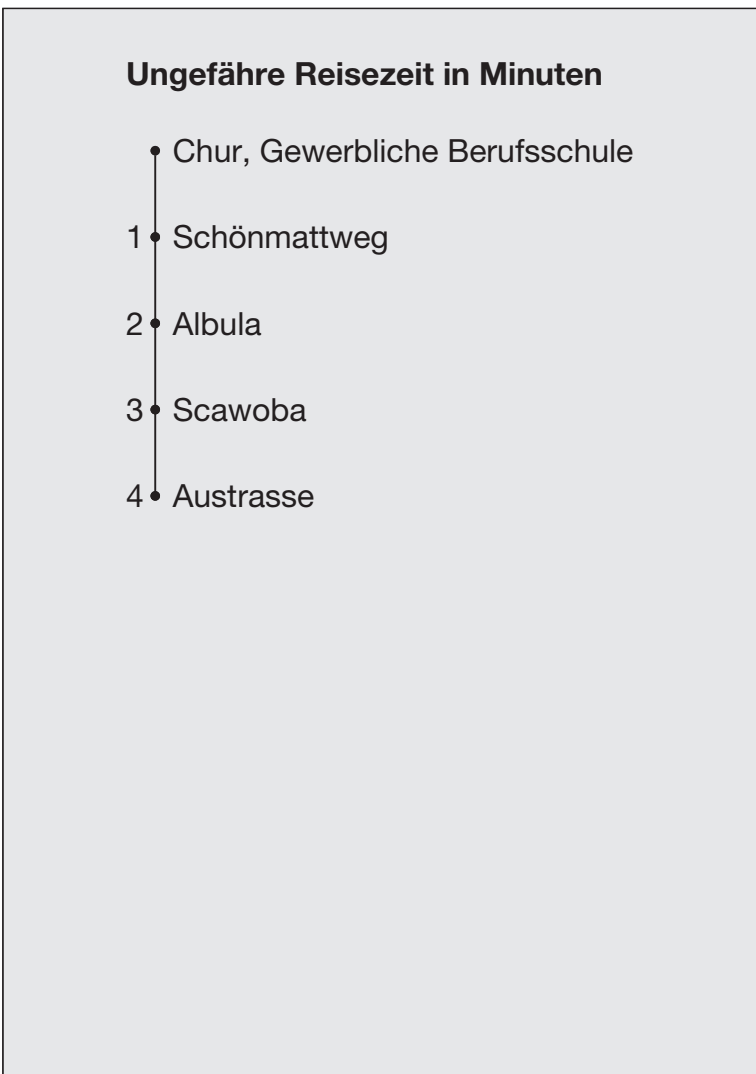 Ungefähre Reisezeit in Minuten
Chur, Gewerbliche Berufsschule
1 Schönmattweg
2 Albula
3 Scawoba
4 Austrasse